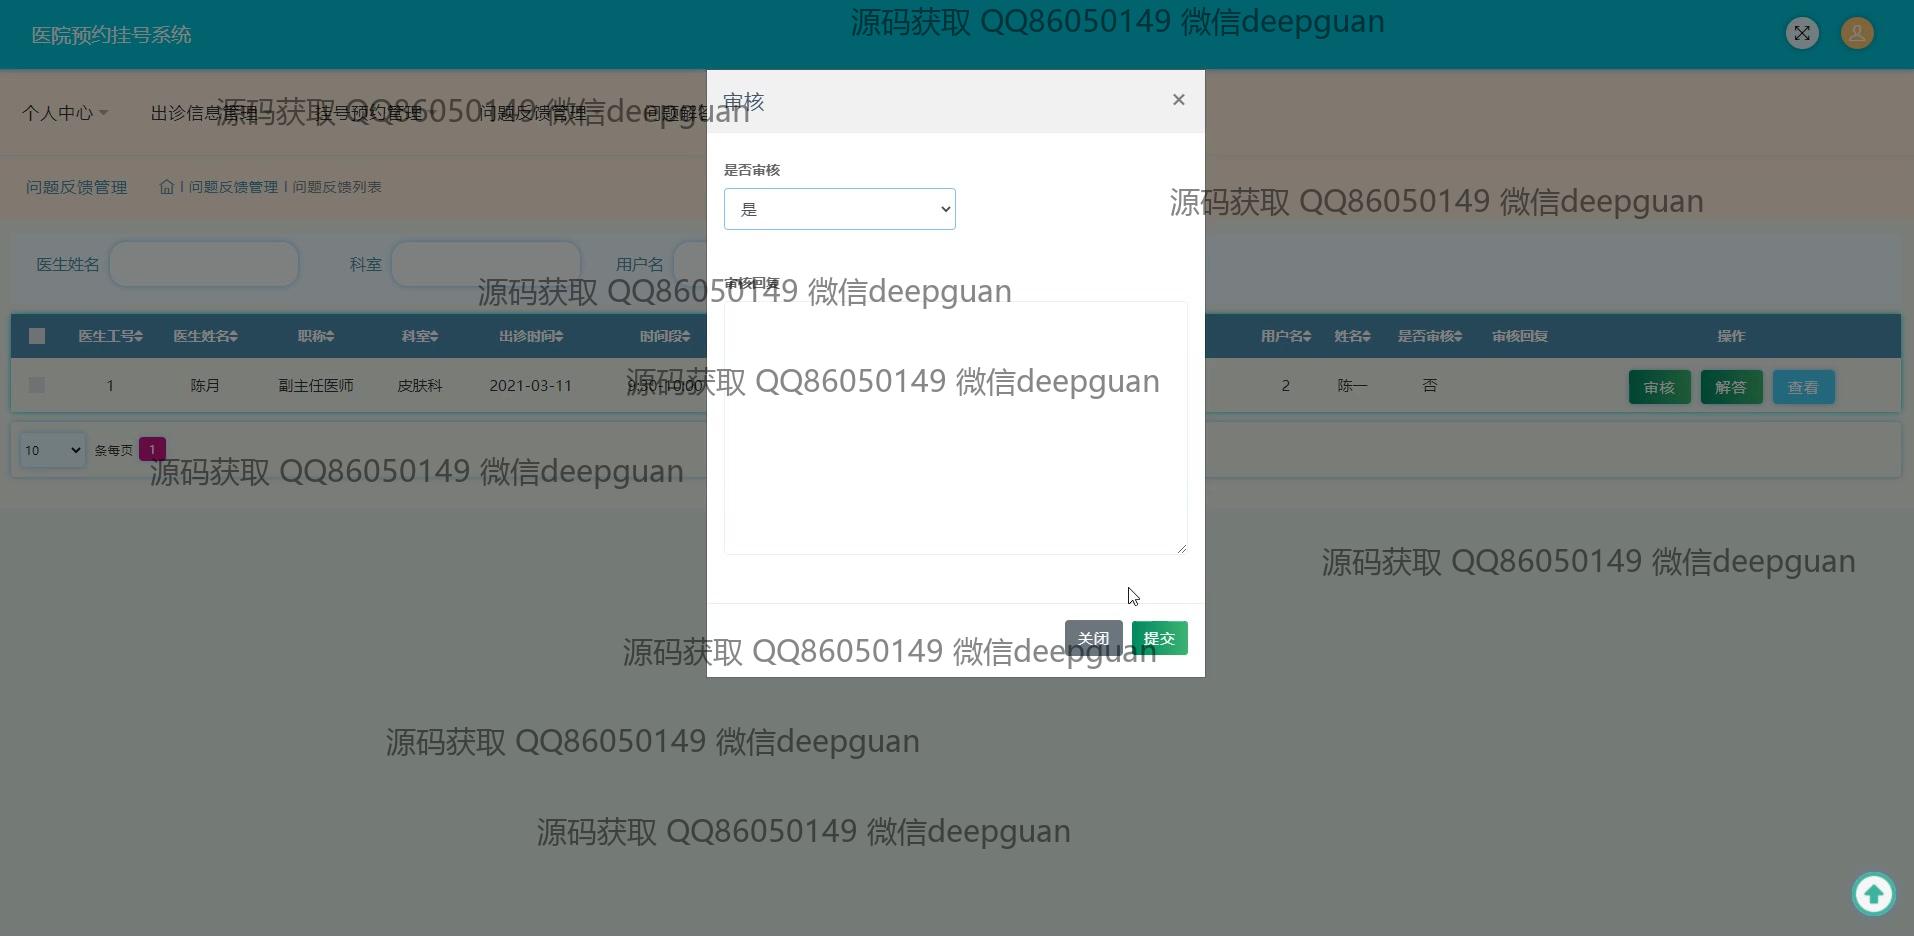 医院预约挂号系统
源码获取 QQ86050149 微信deepguan
个人中心
出诊信息管理
挂号预约管理
问题反馈管理
问题解答
源码获取 QQ86050149 微信deepguan
审核
×
问题反馈管理
问题反馈管理
问题反馈列表
是否审核
是
源码获取 QQ86050149 微信deepguan
医生姓名
科室
用户名
审核回复
源码获取 QQ86050149 微信deepguan
医生工号 医生姓名 职称 科室 出诊时间 时间段 用户名 姓名 是否审核 审核回复 操作
1 陈月 副主任医师 皮肤科 2021-03-11 9:30-10:00 2 陈一 否 审核 解答 查看
源码获取 QQ86050149 微信deepguan
10 条每页 1
源码获取 QQ86050149 微信deepguan
源码获取 QQ86050149 微信deepguan
关闭 提交
源码获取 QQ86050149 微信deepguan
源码获取 QQ86050149 微信deepguan
源码获取 QQ86050149 微信deepguan